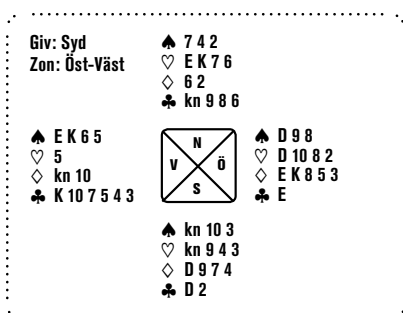 Giv: Syd
Zon: Öst-Väst
♠ 7 4 2
♡ E K 7 6
♢ 6 2
♣ kn 9 8 6
♠ E K 6 5
♡ 5
♢ kn 10
♣ K 10 7 5 4 3
N
V Ö
S
♠ D 9 8
♡ D 10 8 2
♢ E K 8 5 3
♣ E
♠ kn 10 3
♡ kn 9 4 3
♢ D 9 7 4
♣ D 2